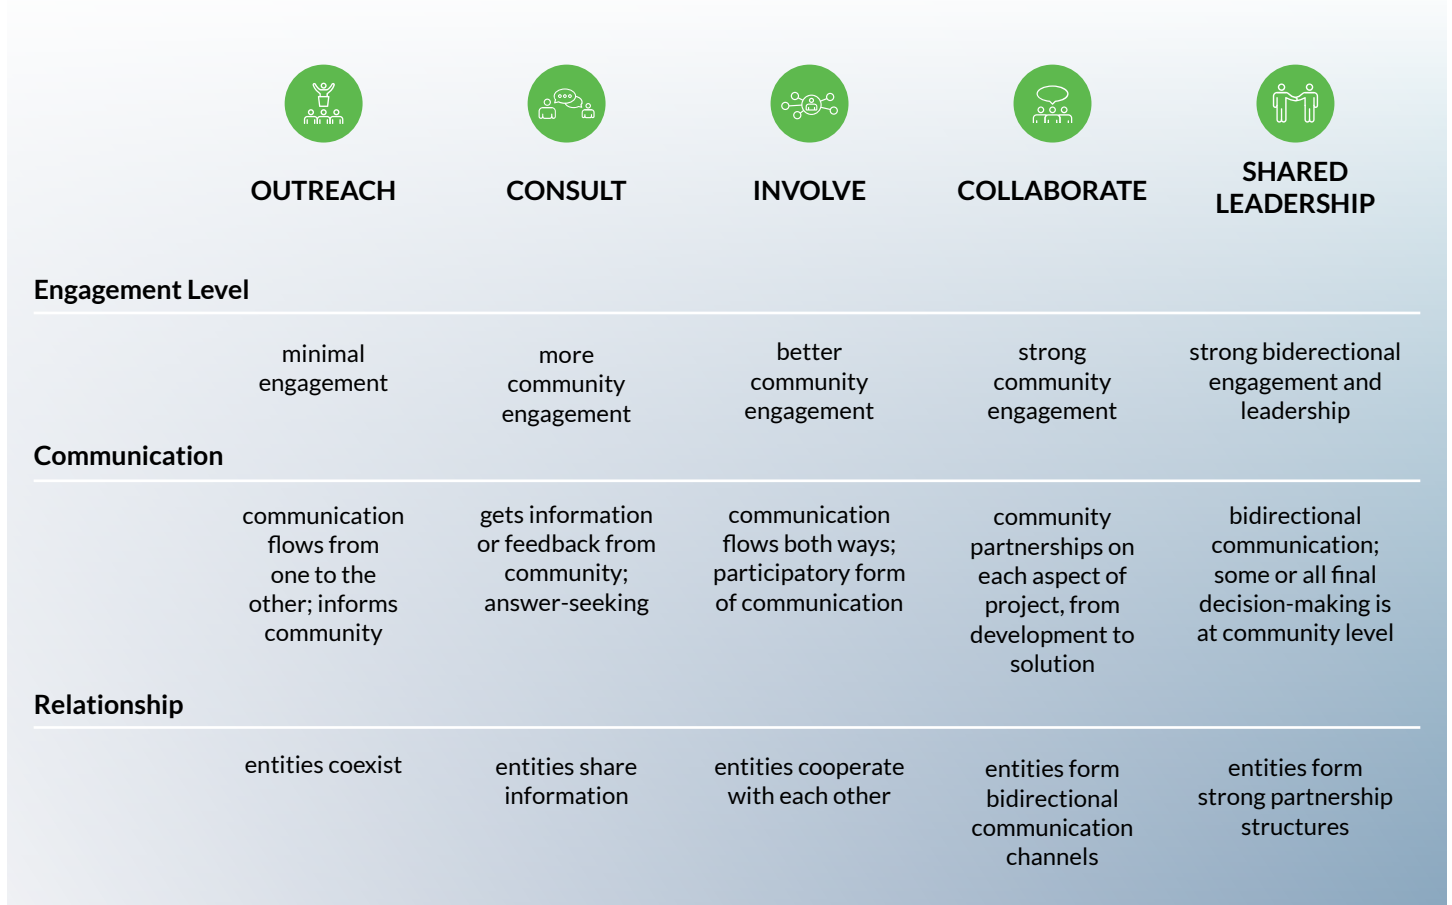 OUTREACH
CONSULT
INVOLVE
COLLABORATE
SHARED
LEADERSHIP
Engagement Level
minimal
engagement
more
community
engagement
better
community
engagement
strong
community
engagement
strong biderectional
engagement and
leadership
Communication
communication
flows from
one to the
other; informs
community
gets information
or feedback from
community;
answer-seeking
communication
flows both ways;
participatory form
of communication
community
partnerships on
each aspect of
project, from
development to
solution
bidirectional
communication;
some or all final
decision-making is
at community level
Relationship
entities coexist
entities share
information
entities cooperate
with each other
entities form
bidirectional
communication
channels
entities form
strong partnership
structures